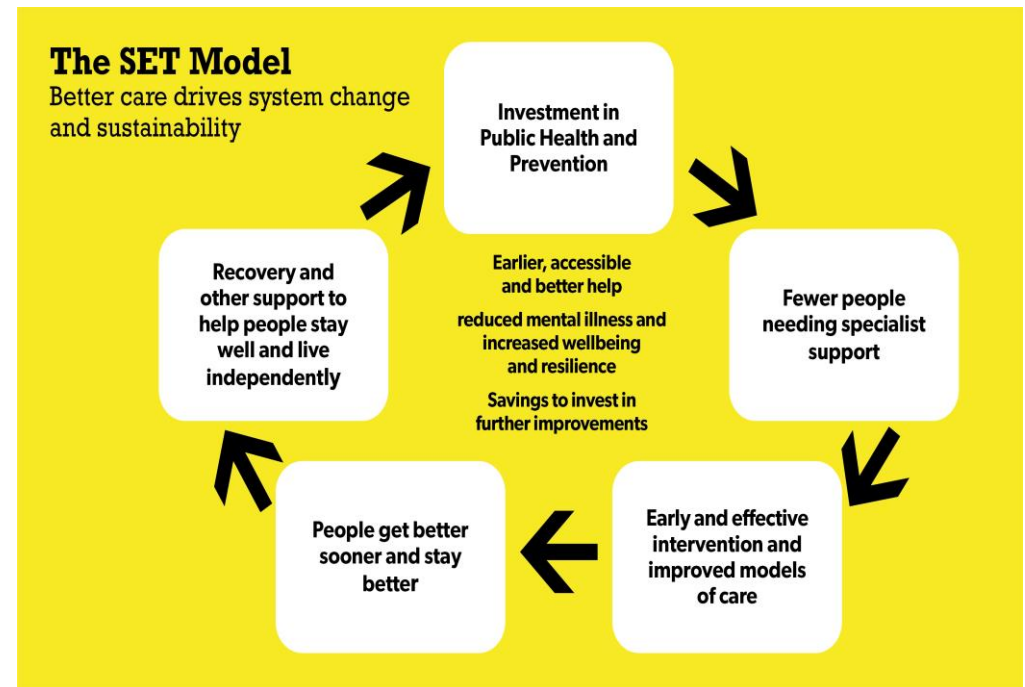 The SET Model
Better care drives system change
and sustainability
Investment in
Public Health and
Prevention
Fewer people
needing specialist
support
Early and effective
intervention and
improved models
of care
People get better
sooner and stay
better
Recovery and
other support to
help people stay
well and live
independently
Earlier, accessible
and better help
reduced mental illness and
increased wellbeing
and resilience
Savings to invest in
further improvements